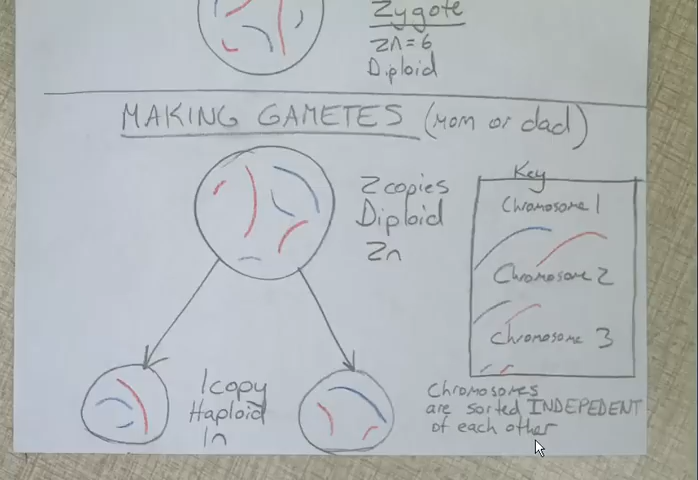 Zygote
2n=6
Diploid
MAKING GAMETES (mom or dad)
2 copies
Diploid
2n
Key
Chromosome 1
Chromosome 2
Chromosome 3
1 copy
Haploid
1n
Chromosomes
are sorted INDEPEDENT
of each other